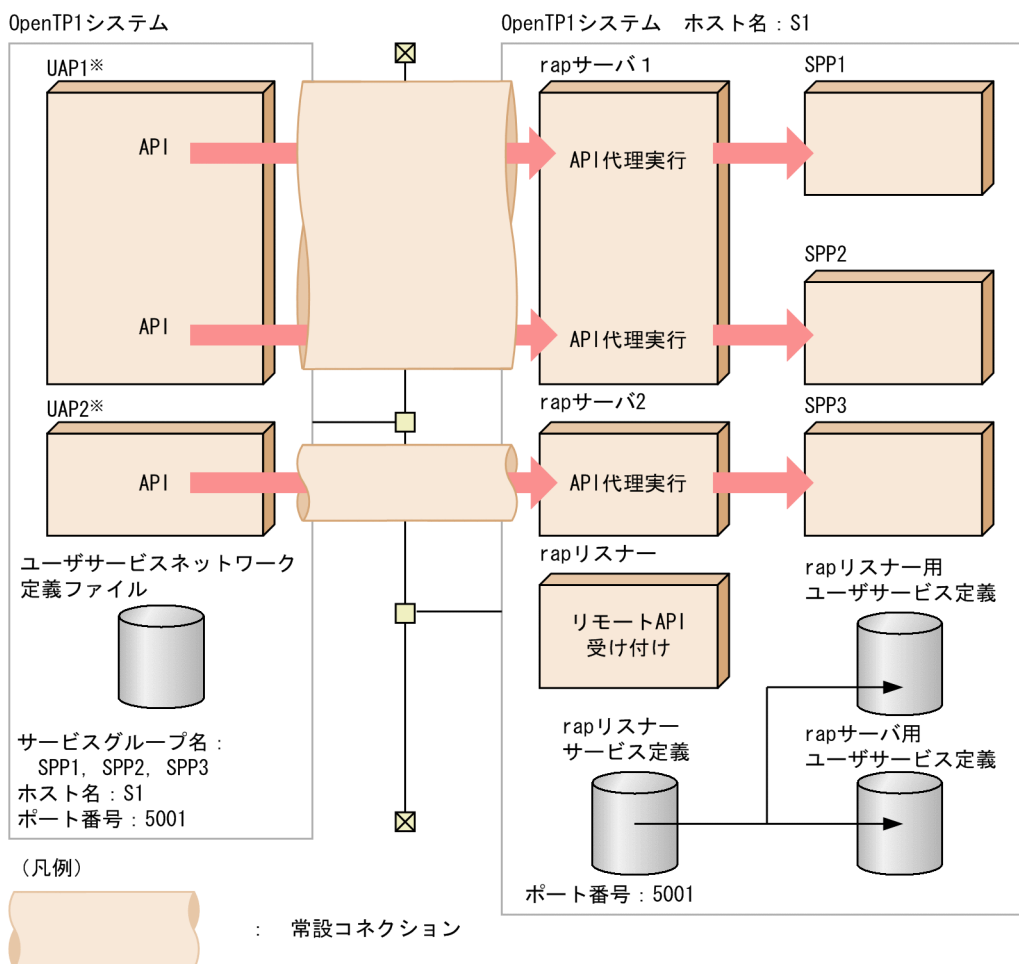 OpenTP1システム
OpenTP1システム　ホスト名：S1
UAP1※
rapサーバ1
SPP1
API
API代理実行
SPP2
API
API代理実行
UAP2※
rapサーバ2
SPP3
API
API代理実行
ユーザサービスネットワーク
定義ファイル
rapリスナー
リモートAPI
受け付け
rapリスナー用
ユーザサービス定義
サービスグループ名：
SPP1，SPP2，SPP3
ホスト名：S1
ポート番号：5001
rapリスナー
サービス定義
rapサーバ用
ユーザサービス定義
ポート番号：5001
（凡例）
：　常設コネクション